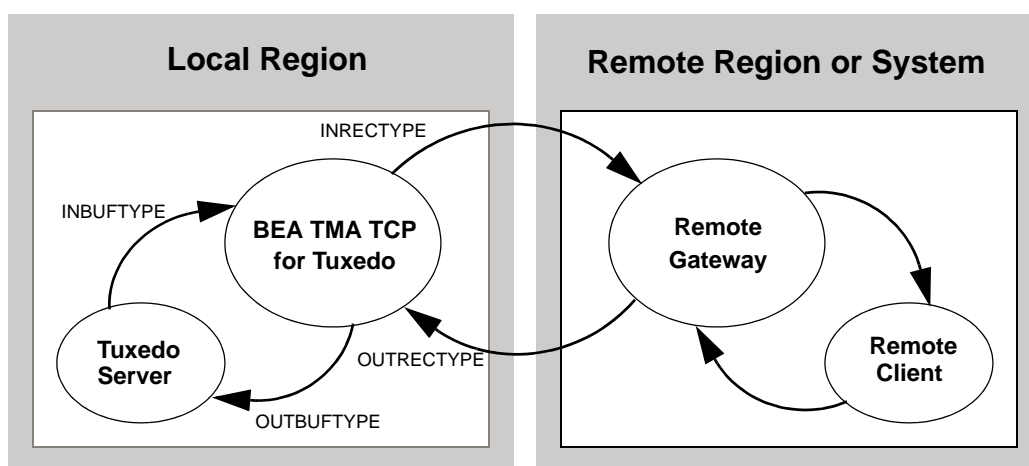 Local Region
Remote Region or System
INRECTYPE
INBUFTYPE
BEA TMA TCP
for Tuxedo
Remote
Gateway
Tuxedo
Server
OUTRECTYPE
Remote
Client
OUTBUFTYPE